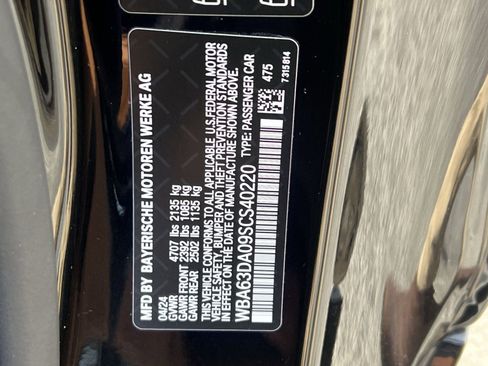 MFD BY BAYERISCHE MOTOREN WERKE AG
04/24
GVWR 4707 lbs 2135 kg
GAWR FRONT 2392 lbs 1085 kg
GAWR REAR 2502 lbs 1135 kg
THIS VEHICLE CONFORMS TO ALL APPLICABLE U.S.FEDERAL MOTOR
VEHICLE SAFETY, BUMPER AND THEFT PREVENTION STANDARDS
IN EFFECT ON THE DATE OF MANUFACTURE SHOWN ABOVE.
WBA63DA09SCS40220 TYPE: PASSENGER CAR
475
7315814